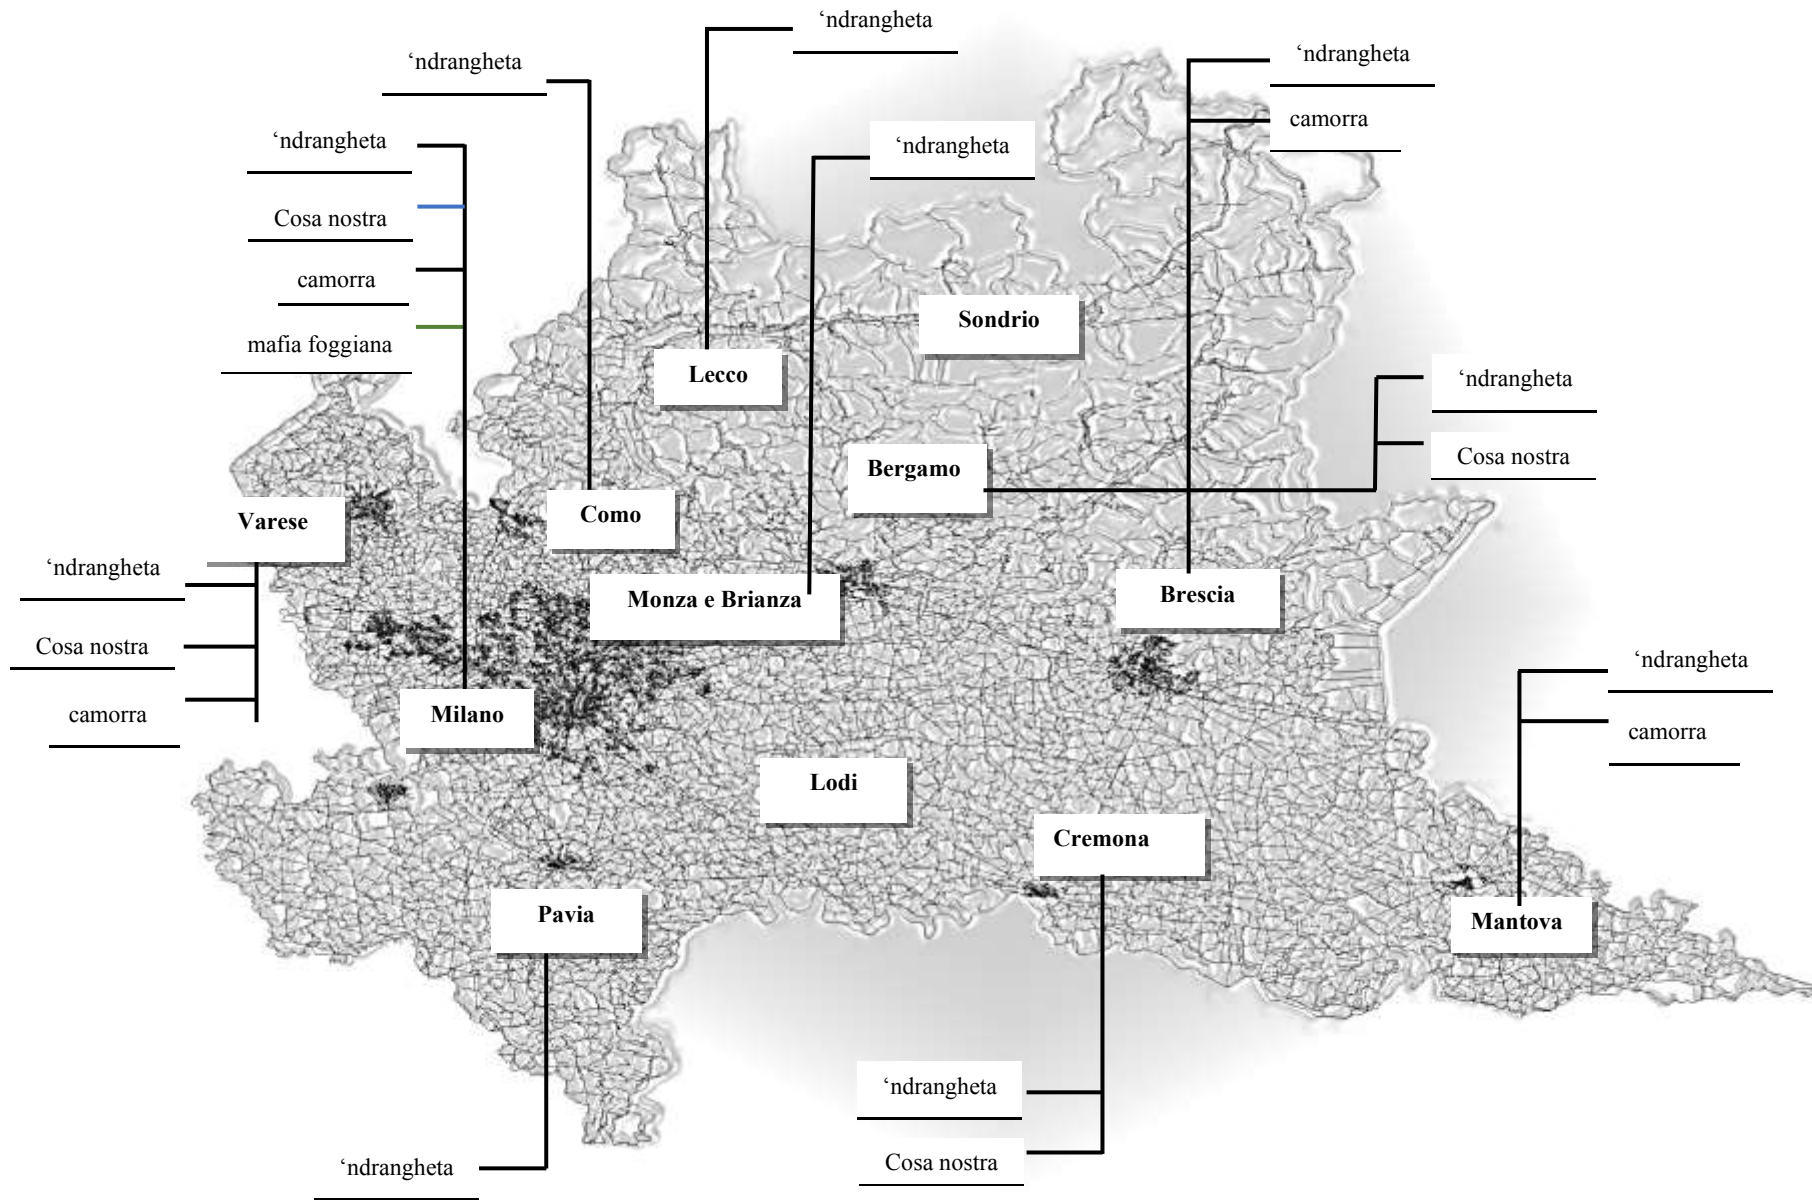 ‘ndrangheta
‘ndrangheta
‘ndrangheta
camorra
‘ndrangheta
‘ndrangheta
Cosa nostra
camorra
mafia foggiana
Sondrio
Lecco
‘ndrangheta
Cosa nostra
Bergamo
Varese
Como
‘ndrangheta
Cosa nostra
camorra
Monza e Brianza
Brescia
Milano
‘ndrangheta
camorra
Lodi
Cremona
Pavia
Mantova
‘ndrangheta
Cosa nostra
‘ndrangheta